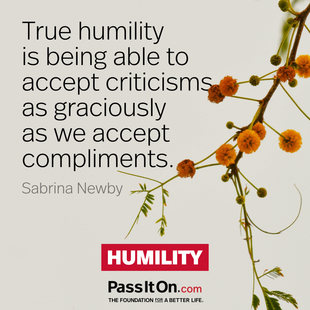 True humility
is being able to
accept criticisms
as graciously
as we accept
compliments.
Sabrina Newby
HUMILITY
PassItOn.com
THE FOUNDATION FOR A BETTER LIFE.